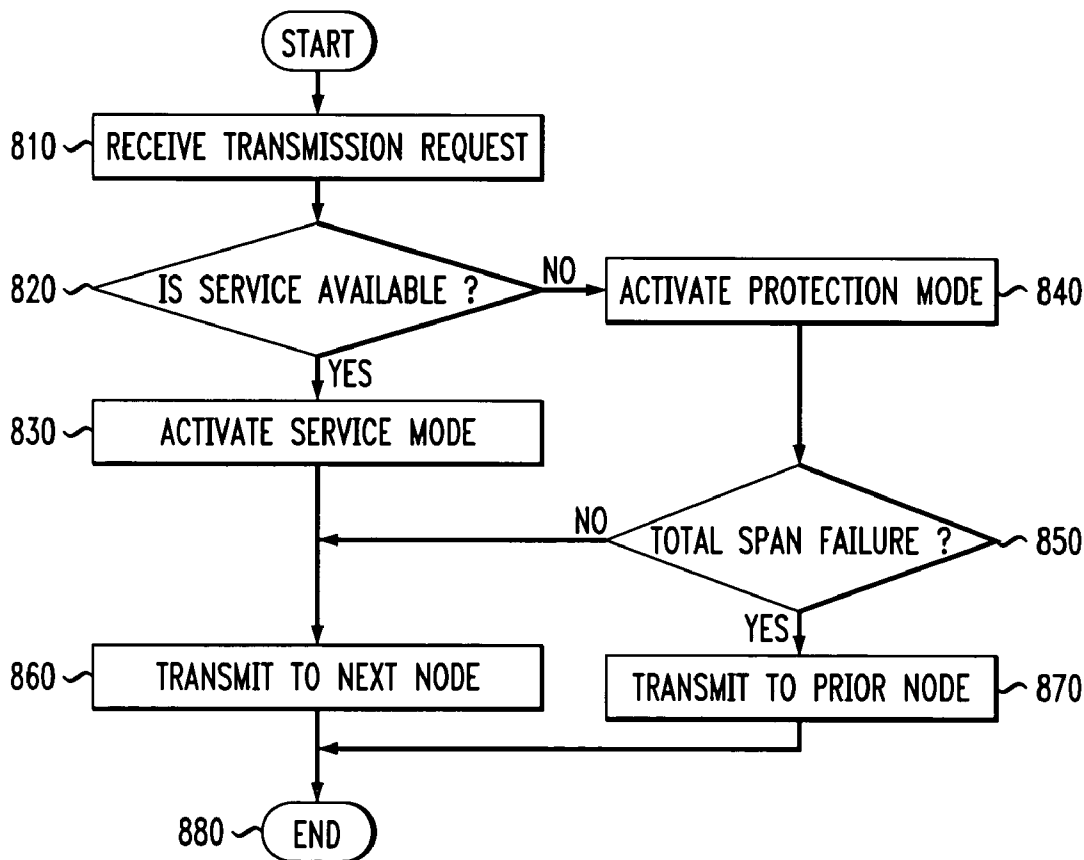 START
810 RECEIVE TRANSMISSION REQUEST
820 IS SERVICE AVAILABLE ? NO ACTIVATE PROTECTION MODE 840
YES
830 ACTIVATE SERVICE MODE
NO TOTAL SPAN FAILURE ? 850
YES
860 TRANSMIT TO NEXT NODE TRANSMIT TO PRIOR NODE 870
880 END